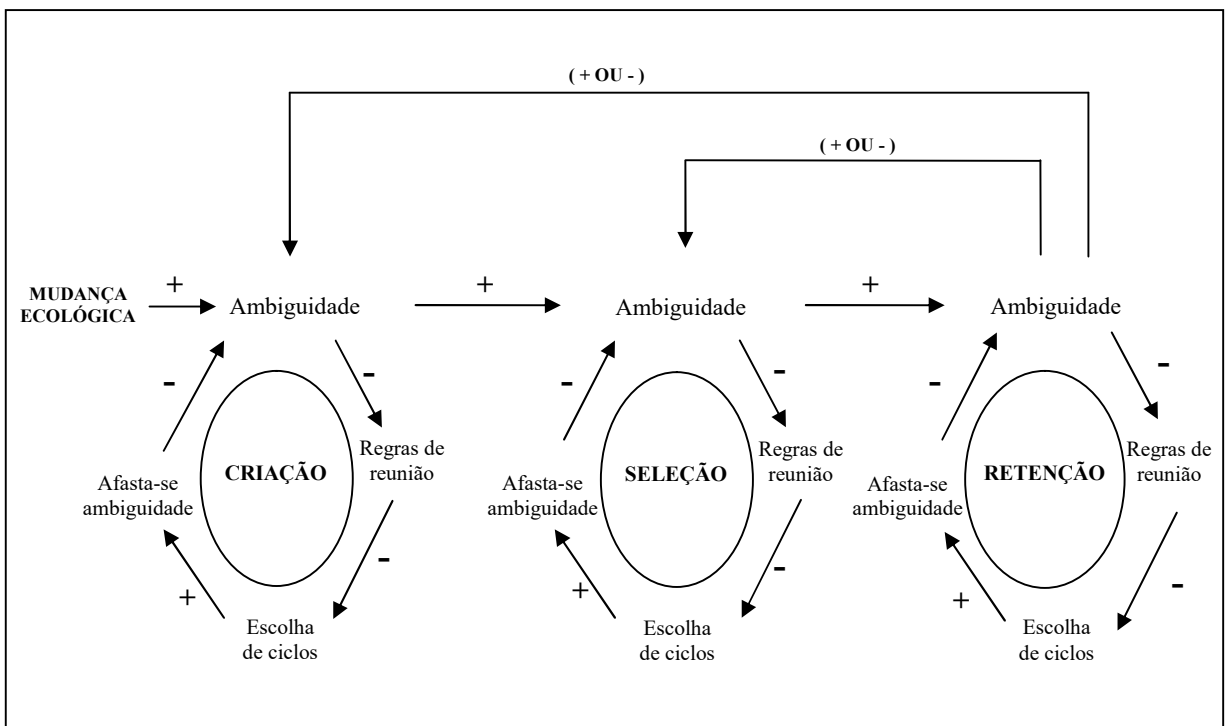 ( + OU - )
( + OU - )
MUDANÇA
ECOLÓGICA
+
Ambiguidade
+
Ambiguidade
+
Ambiguidade
-
-
Regras de
reunião
CRIAÇÃO
Afasta-se
ambiguidade
-
+
Escolha
de ciclos
-
-
Regras de
reunião
SELEÇÃO
Afasta-se
ambiguidade
-
+
Escolha
de ciclos
-
-
Regras de
reunião
RETENÇÃO
Afasta-se
ambiguidade
-
+
Escolha
de ciclos